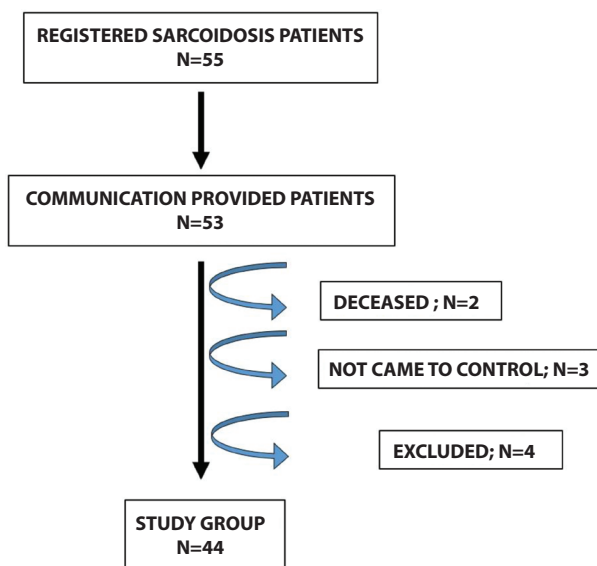 REGISTERED SARCOIDOSIS PATIENTS
N=55
COMMUNICATION PROVIDED PATIENTS
N=53
DECEASED ; N=2
NOT CAME TO CONTROL; N=3
EXCLUDED; N=4
STUDY GROUP
N=44